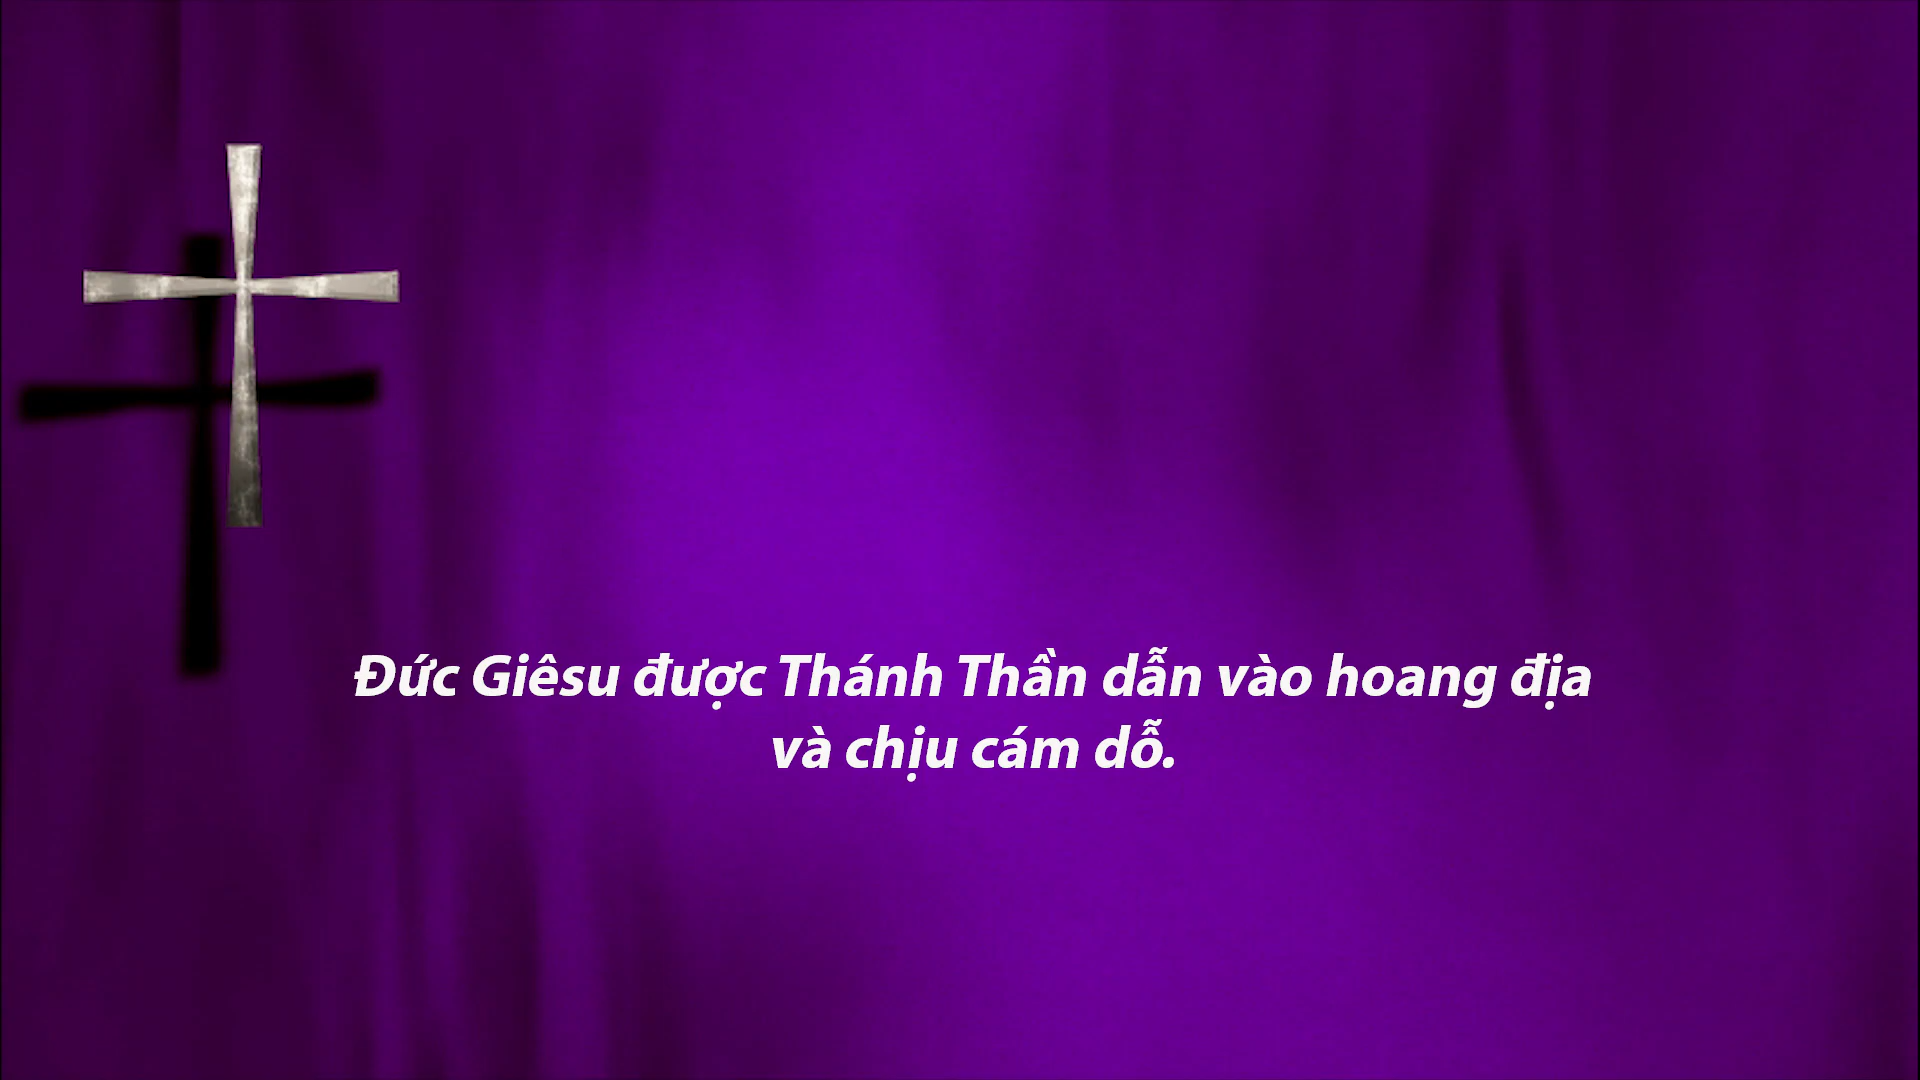 Đức Giêsu được Thánh Thần dẫn vào hoang địa
và chịu cám dỗ.